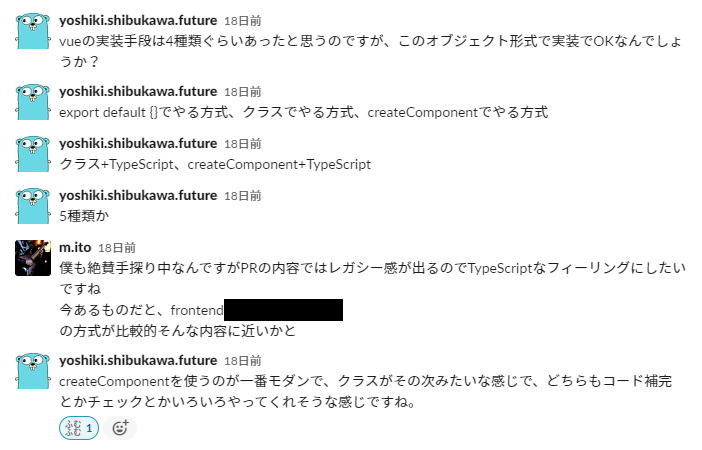 yoshiki.shibukawa.future 18日前
vueの実装手段は4種類ぐらいあったと思うのですが、このオブジェクト形式で実装でOKなんでしょ
うか？
yoshiki.shibukawa.future 18日前
export default {}でやる方式、クラスでやる方式、createComponentでやる方式
yoshiki.shibukawa.future 18日前
クラス+TypeScript、createComponent+TypeScript
yoshiki.shibukawa.future 18日前
5種類か
m.ito 18日前
僕も絶賛手探り中なんですがPRの内容ではレガシー感が出るのでTypeScriptなフィーリングにしたい
ですね
今あるものだと、frontend
の方式が比較的そんな内容に近いかと
yoshiki.shibukawa.future 18日前
createComponentを使うのが一番モダンで、クラスがその次みたいな感じで、どちらもコード補完
とかチェックとかいろいろやってくれそうな感じですね。
ふむふむ 1